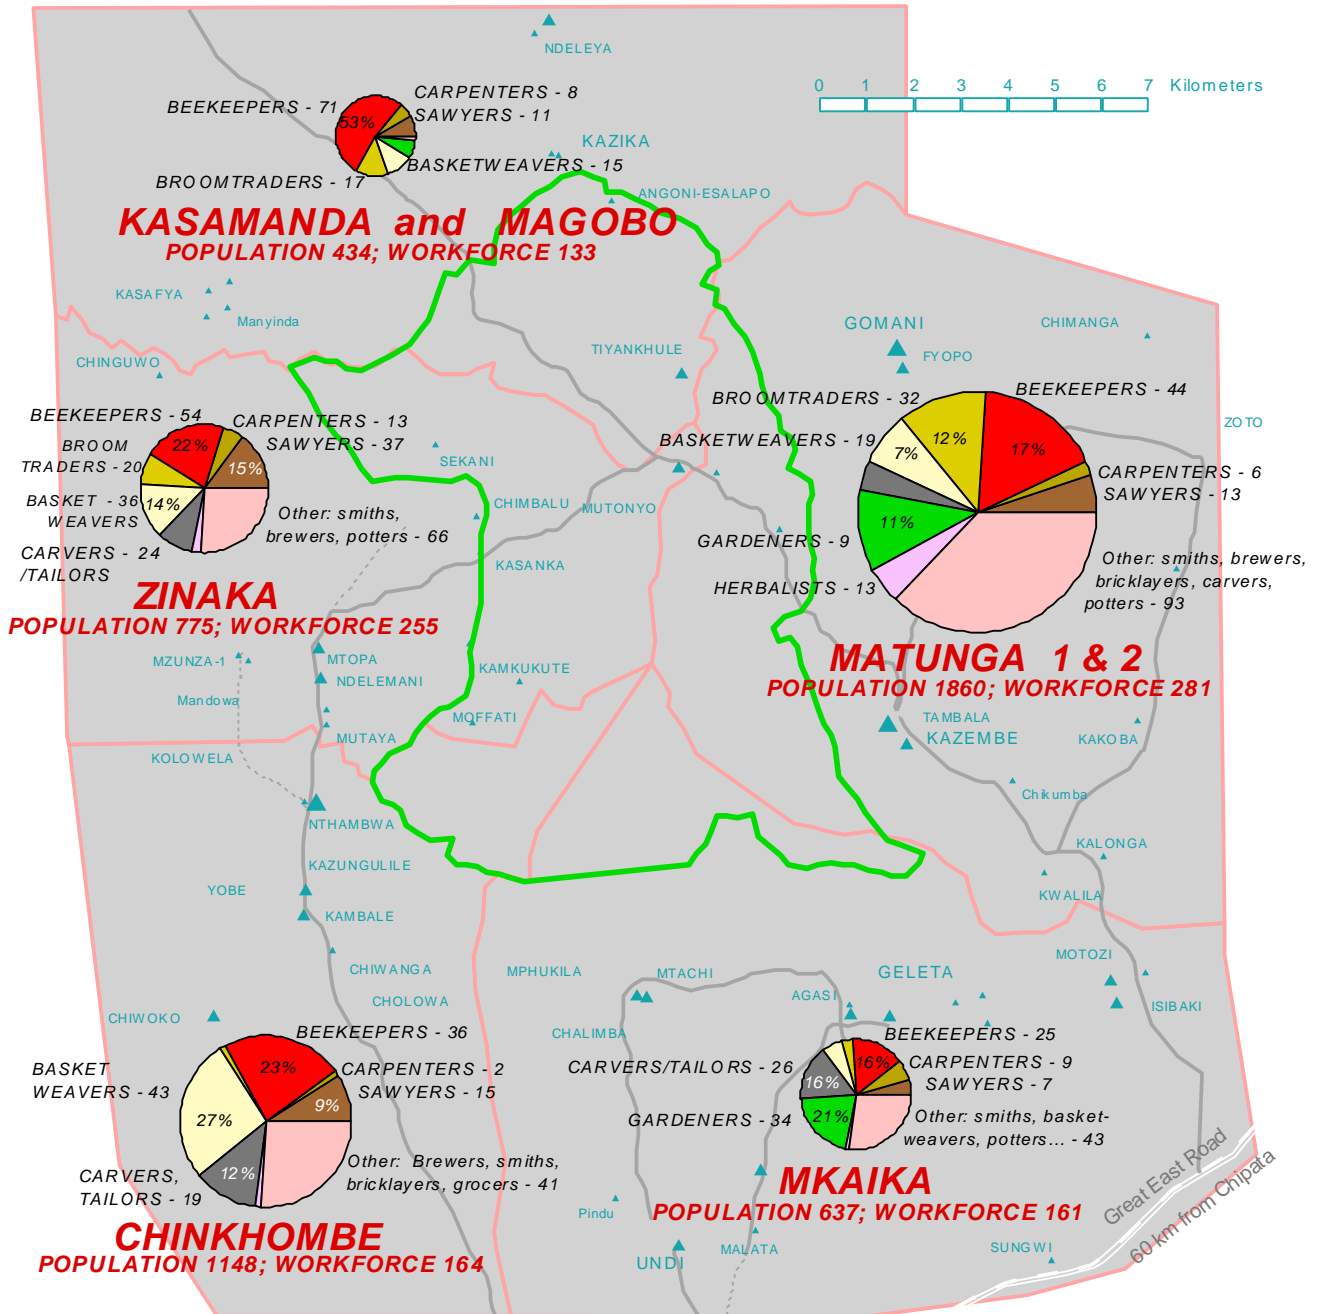 NDELEYA
0 1 2 3 4 5 6 7 Kilometers
BEEKEEPERS - 71
CARPENTERS - 8
SAWYERS - 11
53%
BASKETWEAVERS - 15
BROOMTRADERS - 17
KAZIKA
ANGONI-ESALAPO
KASAMANDA and MAGOBO
POPULATION 434; WORKFORCE 133
KASAFYA
Manyinda
CHINGUWO
TIYANKHULE
GOMANI
FYOPO
CHIMANGA
ZOTO
BEEKEEPERS - 54
CARPENTERS - 13
SAWYERS - 37
BROOM
TRADERS - 20
BASKET - 36
WEAVERS
CARVERS - 24
/TAILORS
22%
15%
14%
Other: smiths,
brewers, potters - 66
ZINAKA
POPULATION 775; WORKFORCE 255
SEKANI
CHIMBALU
MUTONYO
KASANKA
BROOMTRADERS - 32
BEEKEEPERS - 44
BASKETWEAVERS - 19
CARPENTERS - 6
SAWYERS - 13
GARDENERS - 9
HERBALISTS - 13
12%
17%
7%
11%
Other: smiths, brewers,
bricklayers, carvers,
potters - 93
MATUNGA 1 & 2
POPULATION 1860; WORKFORCE 281
MZUNZA-1
Mandowa
MTOPA
NDELEMANI
MUTAYA
KOLOWELA
KAMKUKUTE
MOFFATI
TAMBALA
KAZEMBE
KAKOBA
Chikumba
KALONGA
KWALILA
NTHAMBWA
KAZUNGULILE
YOBE
KAMBALE
CHIWANGA
CHOLOWA
CHIWOKO
MPHUKILA
MTACHI
CHALIMBA
AGASI
GELETA
MOTOZI
ISIBAKI
BEEKEEPERS - 36
BASKET
WEAVERS - 43
CARPENTERS - 2
SAWYERS - 15
23%
9%
27%
12%
CARVERS,
TAILORS - 19
Other: Brewers, smiths,
bricklayers, grocers - 41
CHINKHOMBE
POPULATION 1148; WORKFORCE 164
BEEKEEPERS - 25
CARVERS/TAILORS - 26
CARPENTERS - 9
SAWYERS - 7
GARDENERS - 34
16%
16%
21%
Other: smiths, basket-
weavers, potters... - 43
MKAIKA
POPULATION 637; WORKFORCE 161
Pindu
UNDI
MALATA
SUNGWI
Great East Road
60 km from Chipata